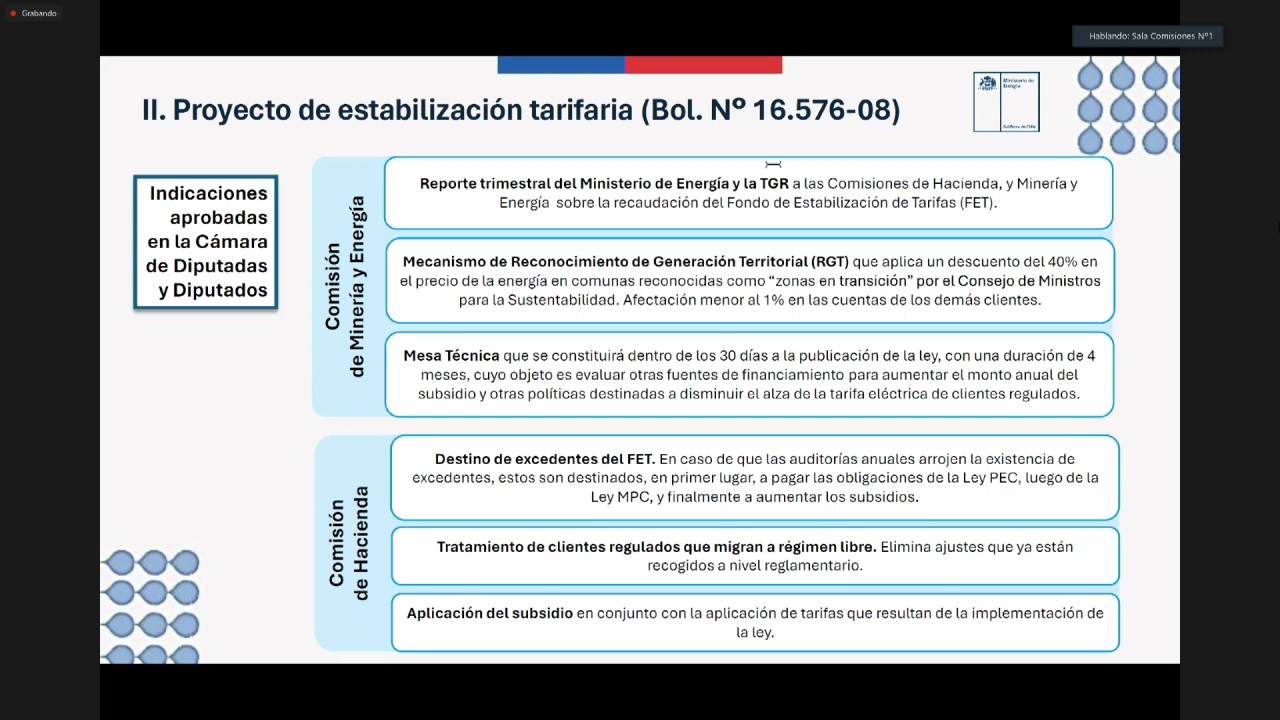 Grabando
Hablando: Sala Comisiones Nº1
II. Proyecto de estabilización tarifaria (Bol. Nº 16.576-08)
Ministerio de
Energía
Gobierno de Chile
Indicaciones
aprobadas
en la Cámara
de Diputadas
y Diputados
Comisión
de Minería y Energía
Reporte trimestral del Ministerio de Energía y la TGR a las Comisiones de Hacienda, y Minería y
Energía sobre la recaudación del Fondo de Estabilización de Tarifas (FET).
Mecanismo de Reconocimiento de Generación Territorial (RGT) que aplica un descuento del 40% en
el precio de la energía en comunas reconocidas como “zonas en transición” por el Consejo de Ministros
para la Sustentabilidad. Afectación menor al 1% en las cuentas de los demás clientes.
Mesa Técnica que se constituirá dentro de los 30 días a la publicación de la ley, con una duración de 4
meses, cuyo objeto es evaluar otras fuentes de financiamiento para aumentar el monto anual del
subsidio y otras políticas destinadas a disminuir el alza de la tarifa eléctrica de clientes regulados.
Comisión
de Hacienda
Destino de excedentes del FET. En caso de que las auditorías anuales arrojen la existencia de
excedentes, estos son destinados, en primer lugar, a pagar las obligaciones de la Ley PEC, luego de la
Ley MPC, y finalmente a aumentar los subsidios.
Tratamiento de clientes regulados que migran a régimen libre. Elimina ajustes que ya están
recogidos a nivel reglamentario.
Aplicación del subsidio en conjunto con la aplicación de tarifas que resultan de la implementación de
la ley.